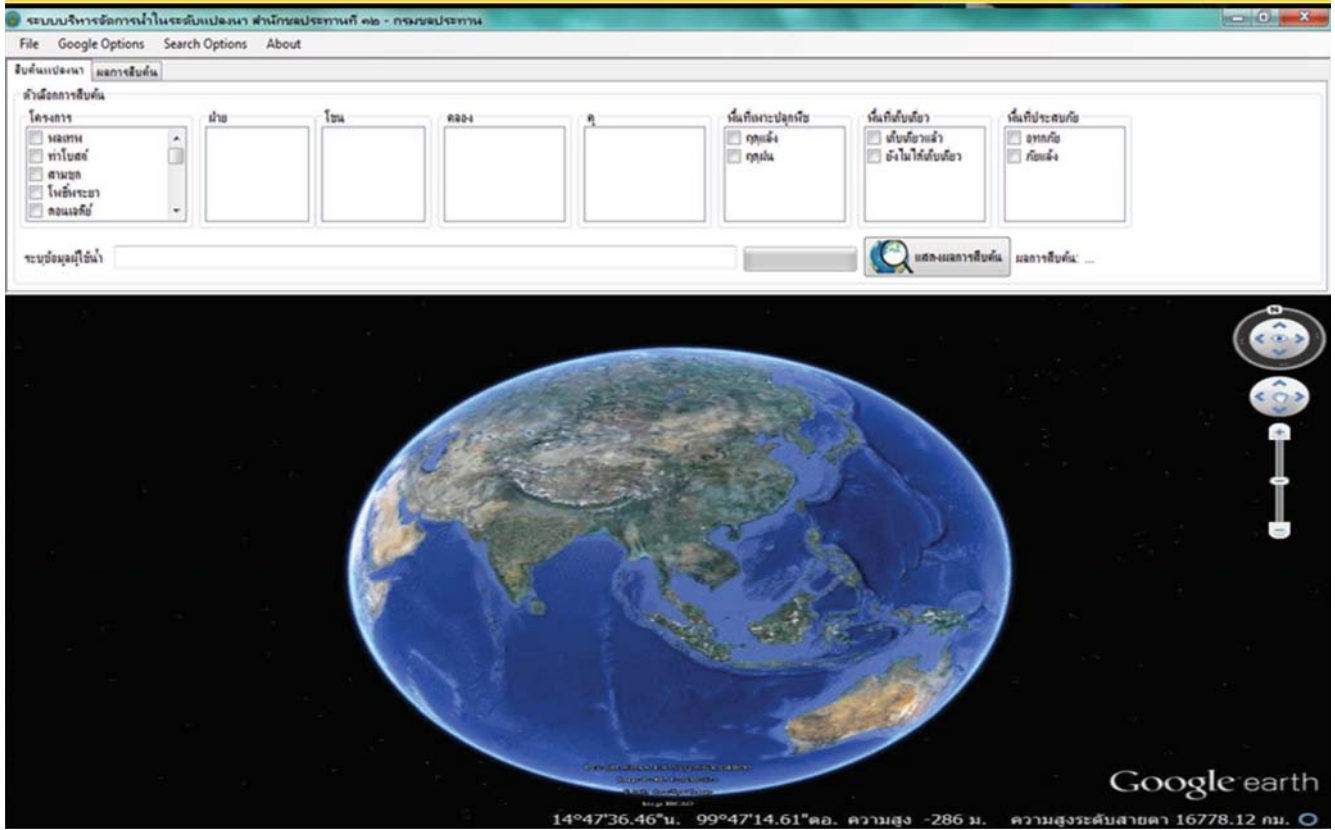 ระบบบริหารจัดการน้ำในระดับแปลงนา สำนักชลประทานที่ ๑๒ - กรมชลประทาน
File Google Options Search Options About
สืบค้นแปลงนา ผลการสืบค้น
ตัวเลือกการสืบค้น
โครงการ ฝ่าย โซน คลอง คู พื้นที่เพาะปลูกพืช พื้นที่เก็บเกี่ยว พื้นที่ประสบภัย
พลเทพ ฤดูแล้ง เก็บเกี่ยวแล้ว อุทกภัย
ท่าโบสถ์ ฤดูฝน ยังไม่ได้เก็บเกี่ยว ภัยแล้ง
สามชุก
โพธิ์พระยา
ดอนเจดีย์
ระบุข้อมูลผู้ใช้น้ำ แสดงผลการสืบค้น ผลการสืบค้น: ...
N
Google earth
14°47'36.46"น. 99°47'14.61"ตอ. ความสูง -286 ม. ความสูงระดับสายตา 16778.12 กม.